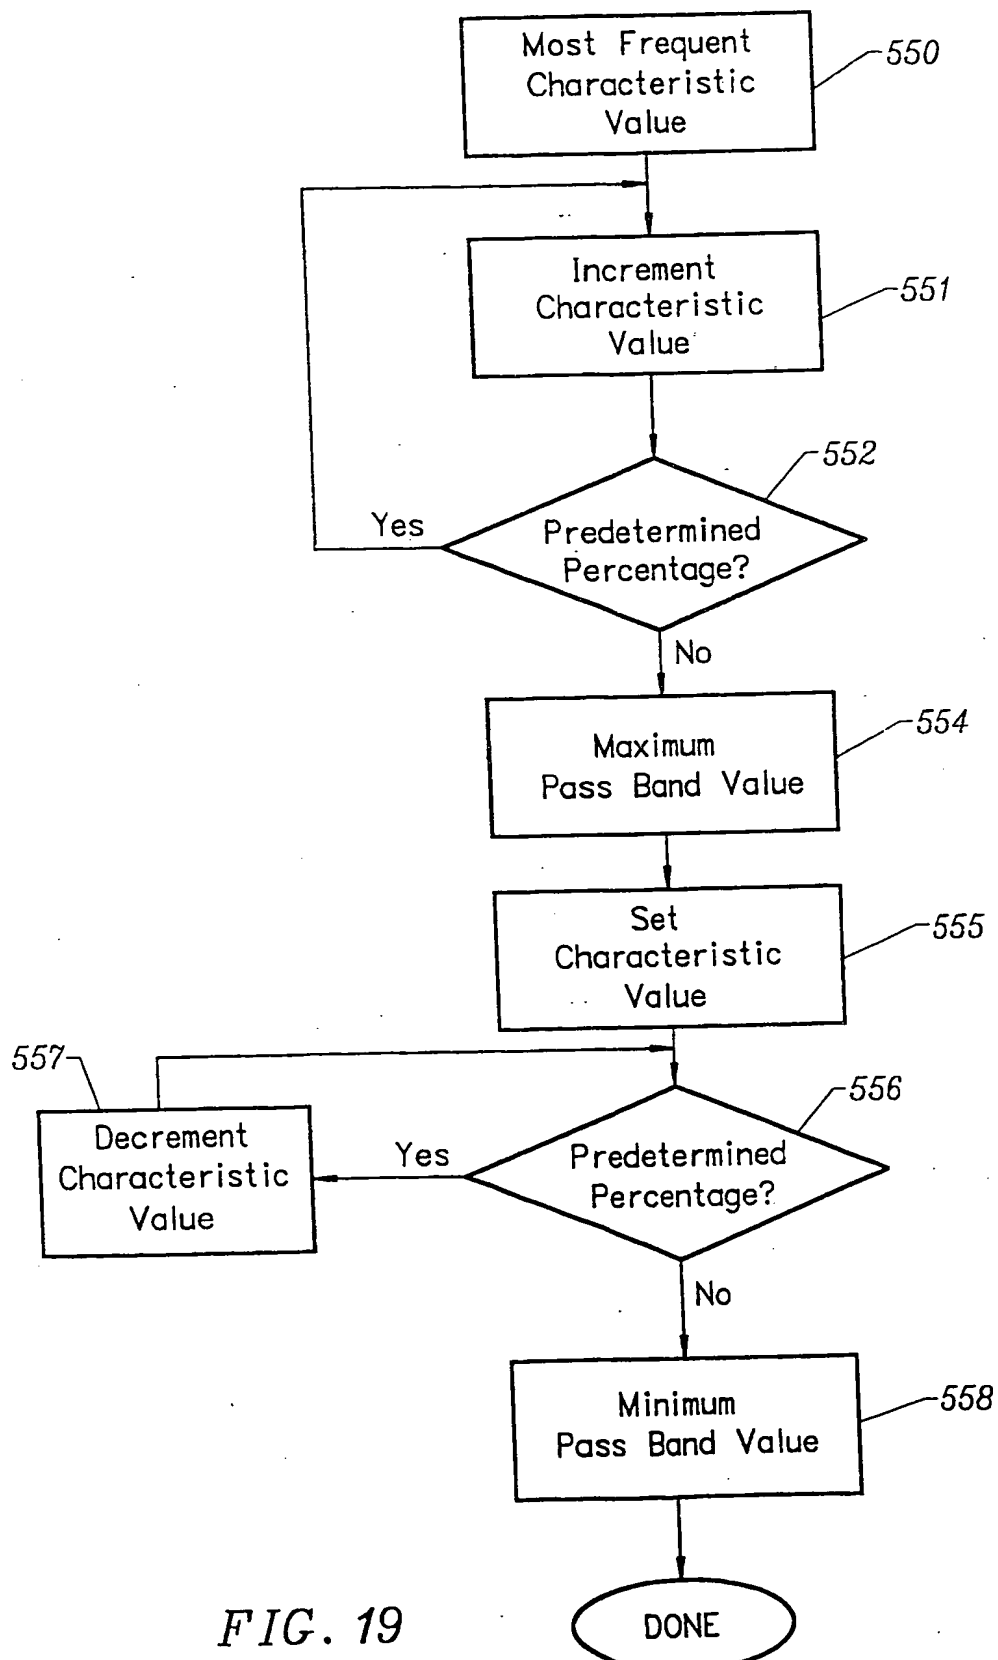 Most Frequent
Characteristic
Value
550
Increment
Characteristic
Value
551
552
Yes
Predetermined
Percentage?
No
Maximum
Pass Band Value
554
Set
Characteristic
Value
555
557
Decrement
Characteristic
Value
Yes
556
Predetermined
Percentage?
No
Minimum
Pass Band Value
558
DONE
FIG. 19